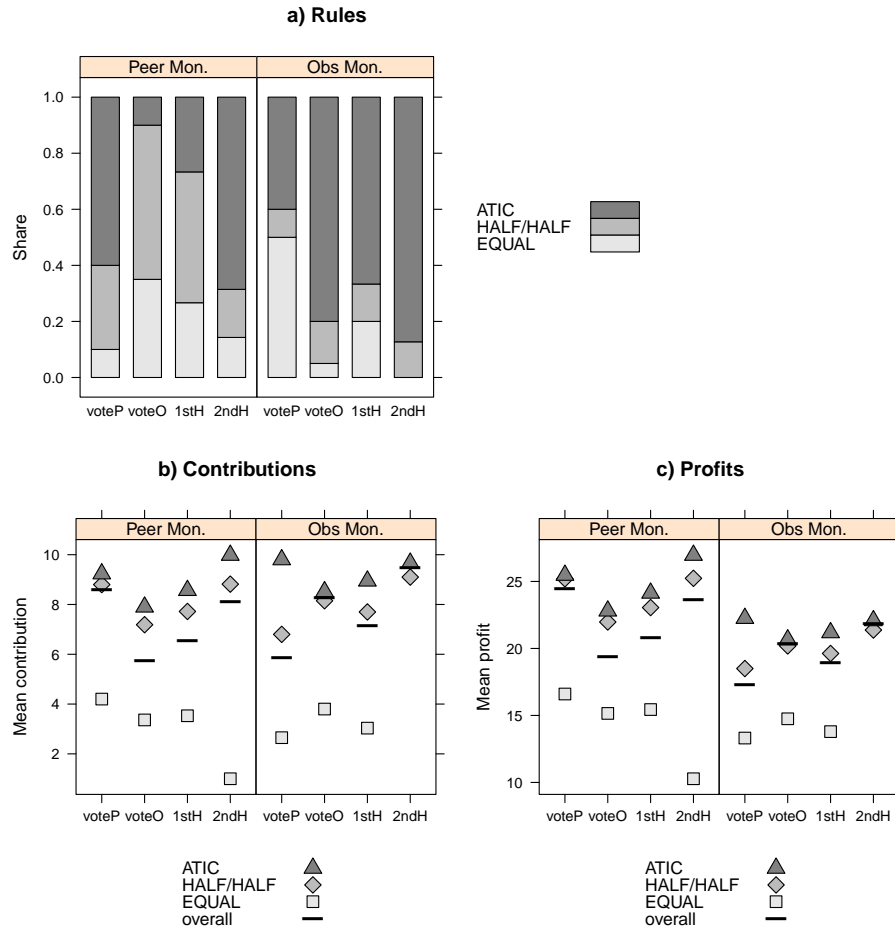 a) Rules
Peer Mon. Obs Mon.
1.0
0.8
0.6
0.4
0.2
0.0
Share
voteP voteO 1stH 2ndH voteP voteO 1stH 2ndH
ATIC
HALF/HALF
EQUAL
b) Contributions
Peer Mon. Obs Mon.
10
8
6
4
2
Mean contribution
voteP voteO 1stH 2ndH voteP voteO 1stH 2ndH
ATIC
HALF/HALF
EQUAL
overall
c) Profits
Peer Mon. Obs Mon.
25
20
15
10
Mean profit
voteP voteO 1stH 2ndH voteP voteO 1stH 2ndH
ATIC
HALF/HALF
EQUAL
overall